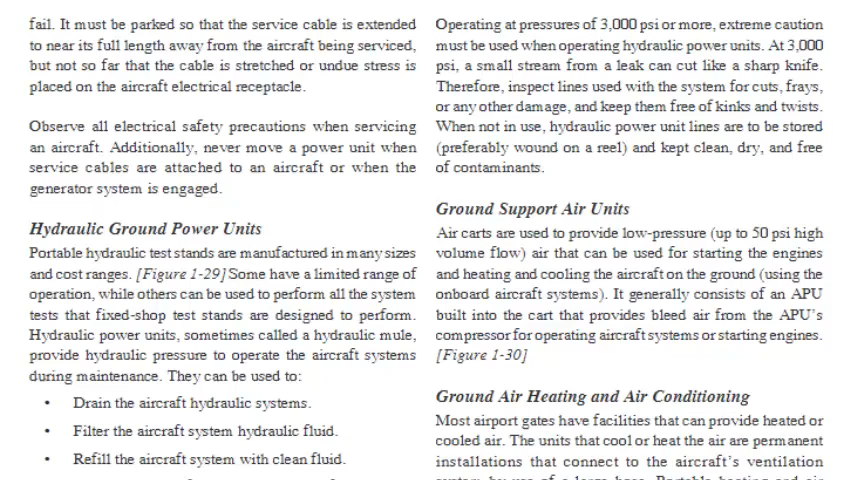 fail. It must be parked so that the service cable is extended
to near its full length away from the aircraft being serviced,
but not so far that the cable is stretched or undue stress is
placed on the aircraft electrical receptacle.
Observe all electrical safety precautions when servicing
an aircraft. Additionally, never move a power unit when
service cables are attached to an aircraft or when the
generator system is engaged.
Hydraulic Ground Power Units
Portable hydraulic test stands are manufactured in many sizes
and cost ranges. [Figure 1-29] Some have a limited range of
operation, while others can be used to perform all the system
tests that fixed-shop test stands are designed to perform.
Hydraulic power units, sometimes called a hydraulic mule,
provide hydraulic pressure to operate the aircraft systems
during maintenance. They can be used to:
• Drain the aircraft hydraulic systems.
• Filter the aircraft system hydraulic fluid.
• Refill the aircraft system with clean fluid.
Operating at pressures of 3,000 psi or more, extreme caution
must be used when operating hydraulic power units. At 3,000
psi, a small stream from a leak can cut like a sharp knife.
Therefore, inspect lines used with the system for cuts, frays,
or any other damage, and keep them free of kinks and twists.
When not in use, hydraulic power unit lines are to be stored
(preferably wound on a reel) and kept clean, dry, and free
of contaminants.
Ground Support Air Units
Air carts are used to provide low-pressure (up to 50 psi high
volume flow) air that can be used for starting the engines
and heating and cooling the aircraft on the ground (using the
onboard aircraft systems). It generally consists of an APU
built into the cart that provides bleed air from the APU's
compressor for operating aircraft systems or starting engines.
[Figure 1-30]
Ground Air Heating and Air Conditioning
Most airport gates have facilities that can provide heated or
cooled air. The units that cool or heat the air are permanent
installations that connect to the aircraft's ventilation